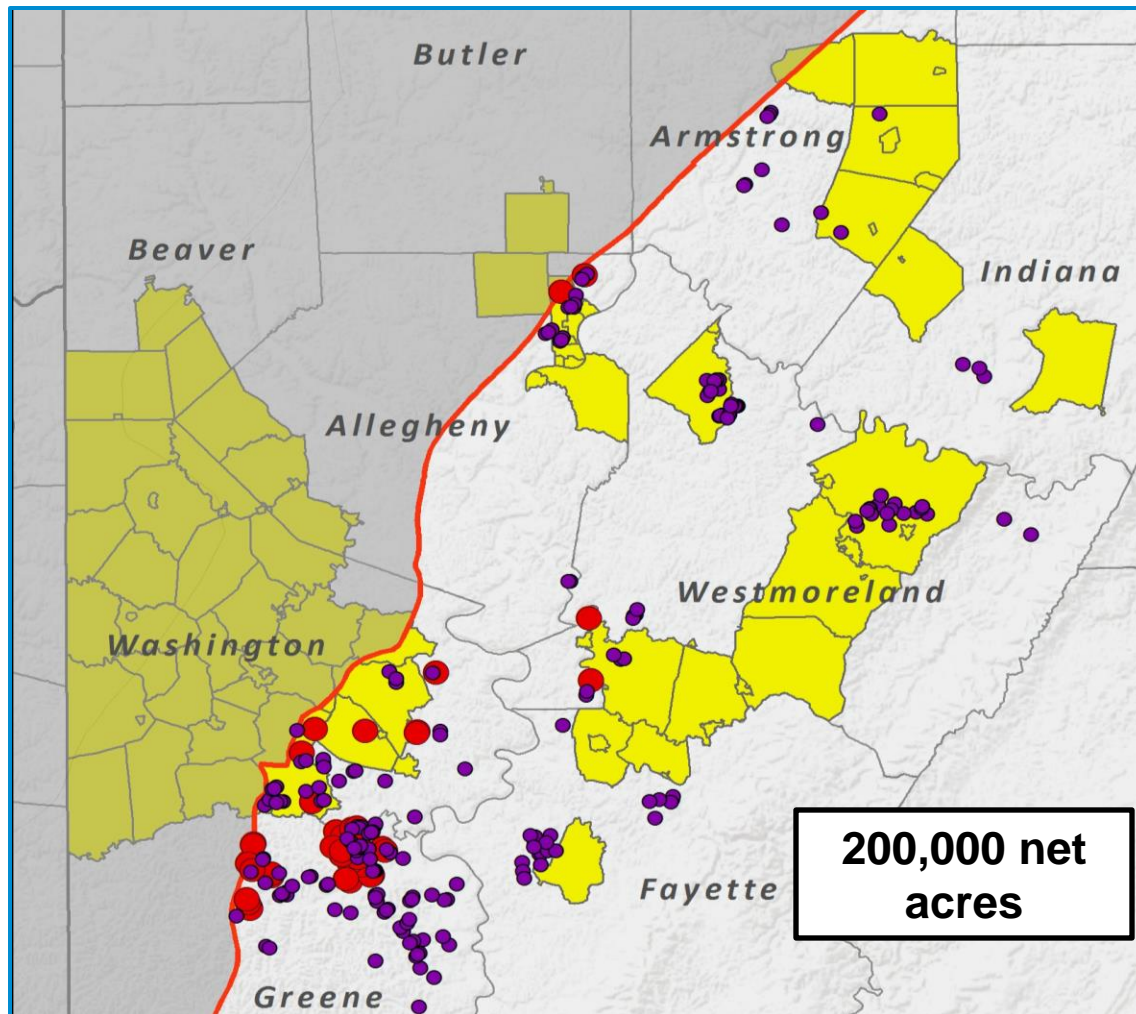 Butler
Armstrong
Beaver
Indiana
Allegheny
Westmoreland
Washington
200,000 net
acres
Fayette
Greene